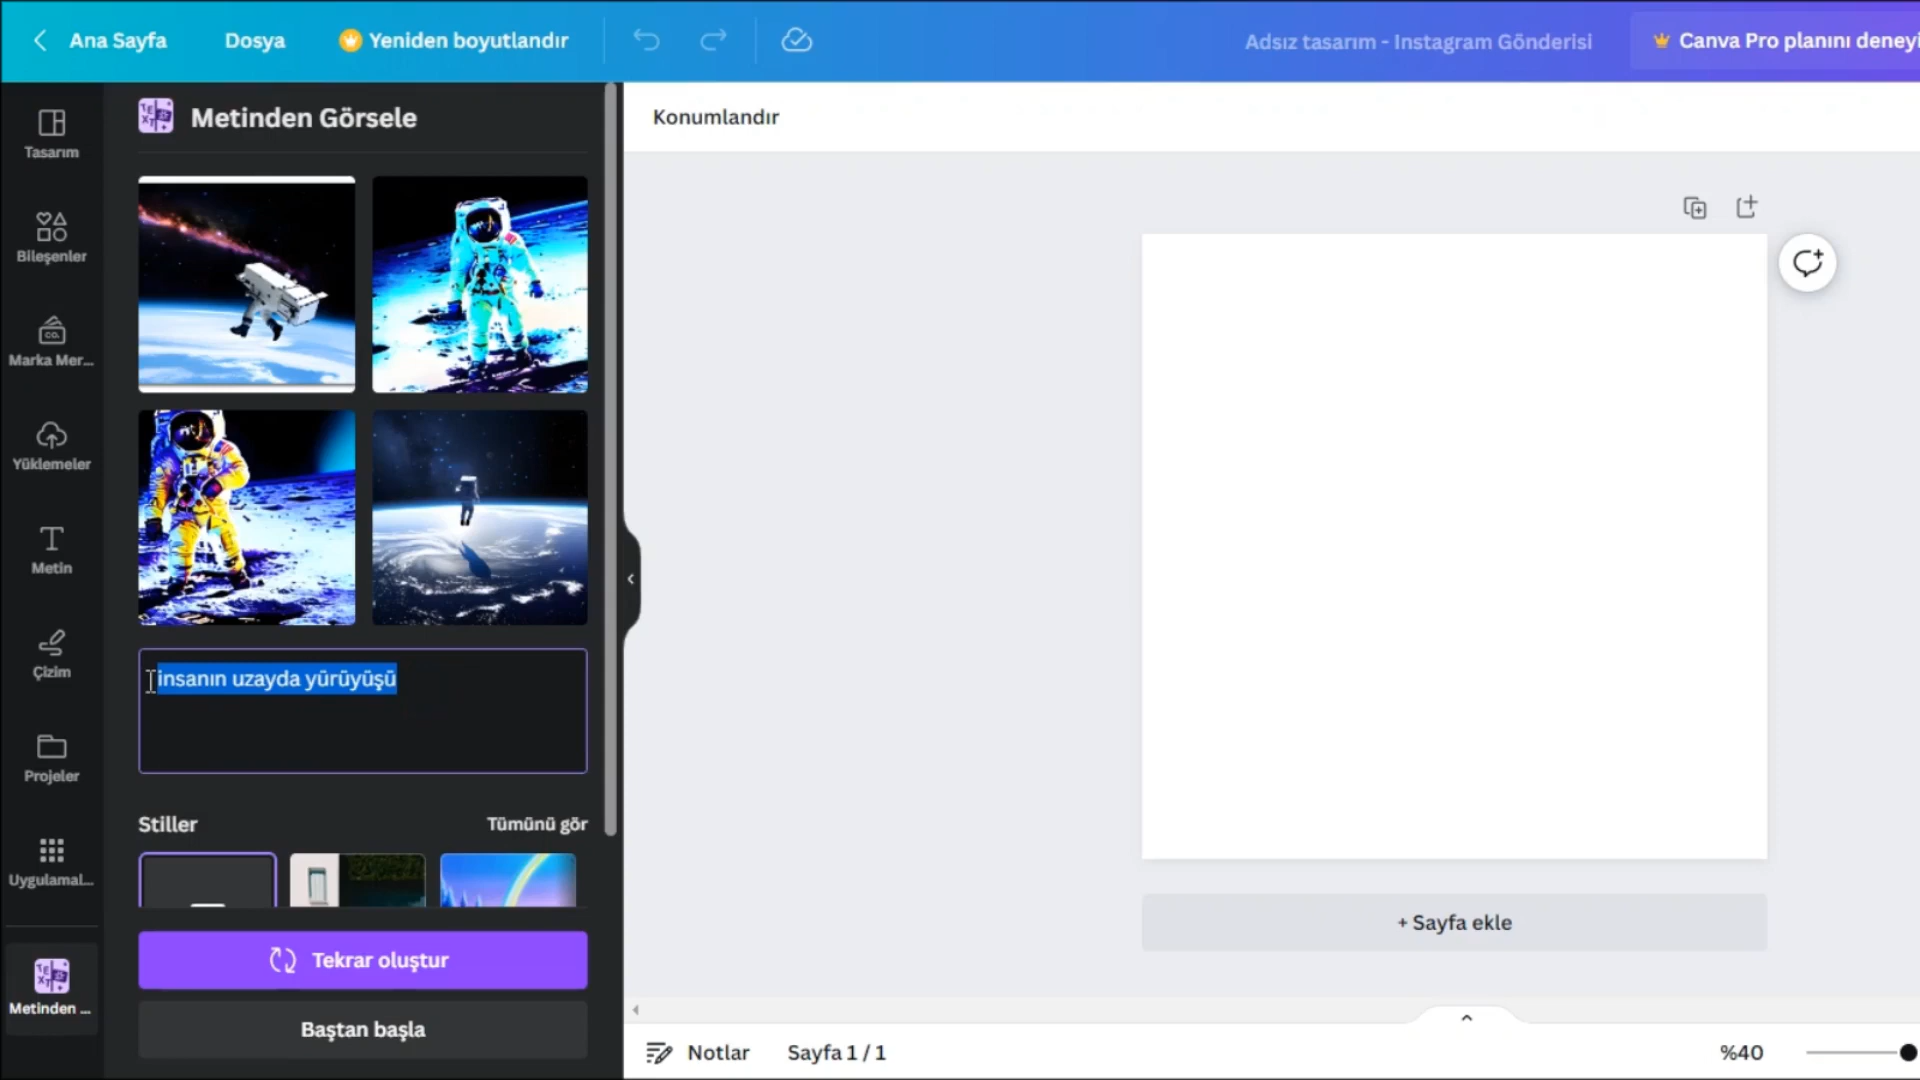 Ana Sayfa
Dosya
Yeniden boyutlandır
Adsız tasarım - Instagram Gönderisi
Canva Pro planını deneyi
Tasarım
Bileşenler
Marka Mer...
Yüklemeler
Metin
Çizim
Projeler
Uygulamal...
Metinden ...
Metinden Görsele
insanın uzayda yürüyüşü
Stiller
Tümünü gör
Tekrar oluştur
Baştan başla
Konumlandır
+ Sayfa ekle
Notlar
Sayfa 1 / 1
%40